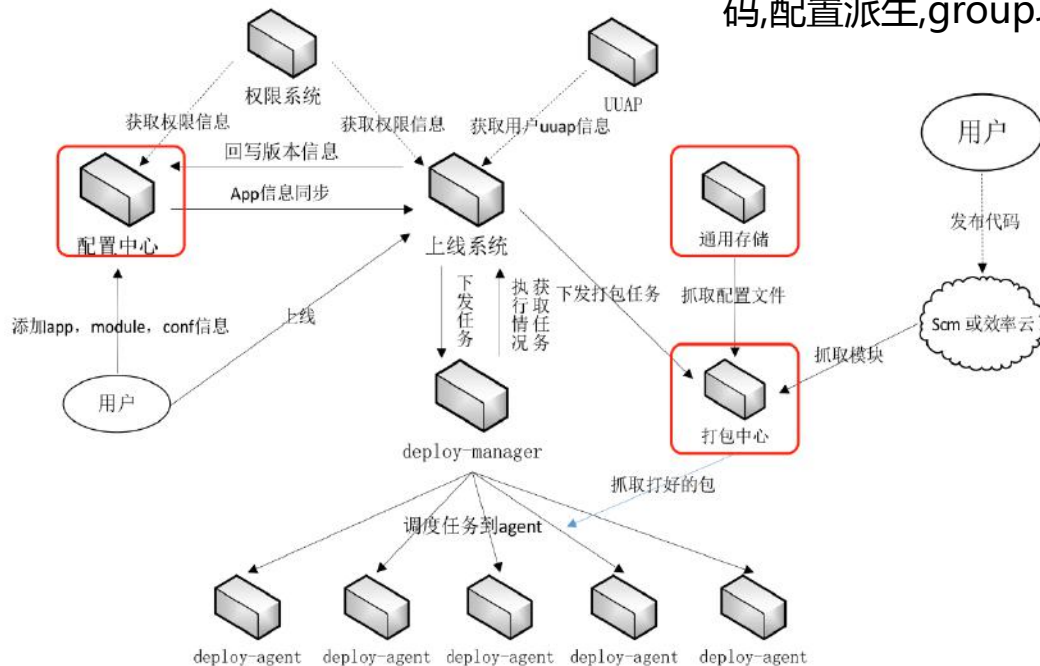 码,配置派生,group
权限系统
UUAP
获取权限信息
获取权限信息
获取用户uuap信息
用户
回写版本信息
App信息同步
发布代码
配置中心
上线系统
通用存储
下发任务
获取任务
执行情况
下发打包任务
抓取配置文件
添加app，module，conf信息
上线
Scm 或效率云
抓取模块
用户
打包中心
deploy-manager
抓取打好的包
调度任务到agent
deploy-agent
deploy-agent
deploy-agent
deploy-agent
deploy-agent